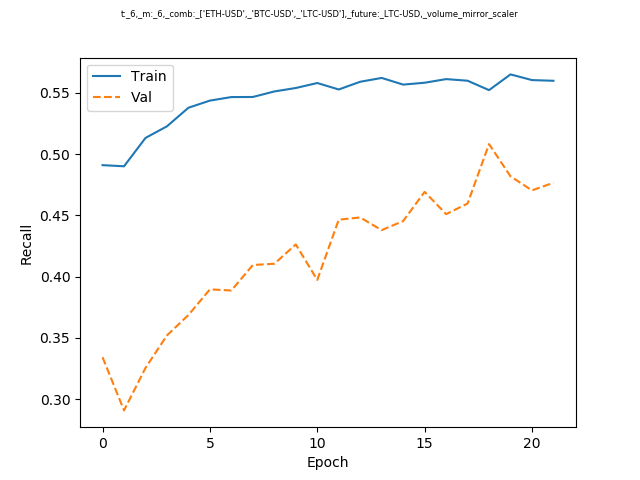 t:_6,_m:_6,_comb:_['ETH-USD',_'BTC-USD',_'LTC-USD'],_future:_LTC-USD,_volume_mirror_scaler
Train
Val
0.55
0.50
0.45
0.40
0.35
0.30
Recall
0 5 10 15 20
Epoch